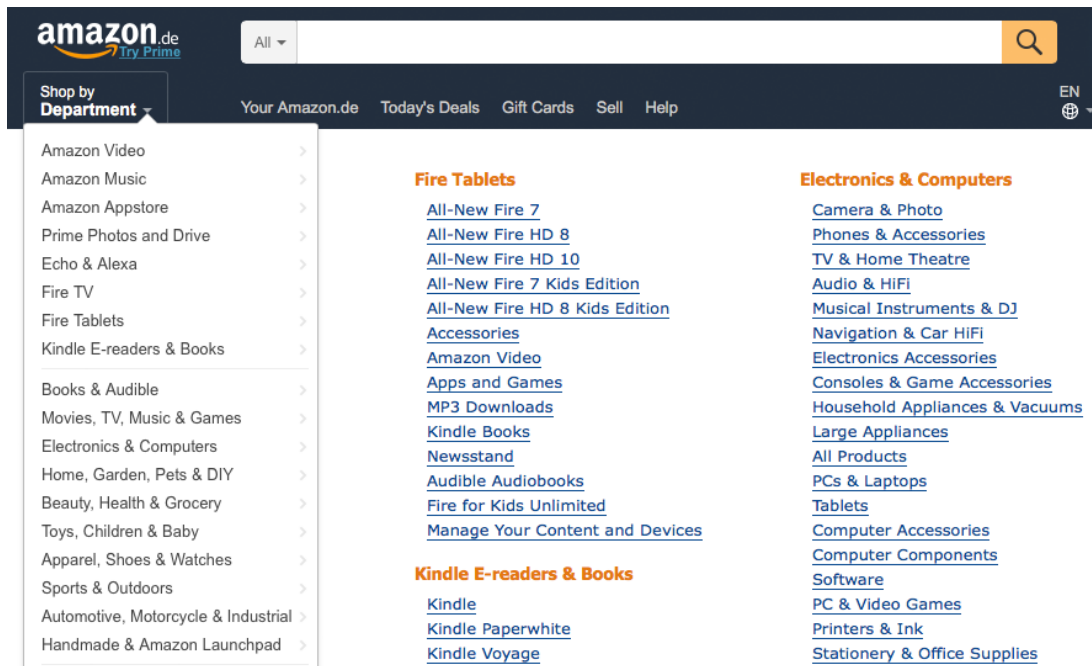 amazon.de
Try Prime
All
Shop by
Department
Your Amazon.de Today's Deals Gift Cards Sell Help
EN
Amazon Video
Amazon Music
Amazon Appstore
Prime Photos and Drive
Echo & Alexa
Fire TV
Fire Tablets
Kindle E-readers & Books
Books & Audible
Movies, TV, Music & Games
Electronics & Computers
Home, Garden, Pets & DIY
Beauty, Health & Grocery
Toys, Children & Baby
Apparel, Shoes & Watches
Sports & Outdoors
Automotive, Motorcycle & Industrial
Handmade & Amazon Launchpad
Fire Tablets
All-New Fire 7
All-New Fire HD 8
All-New Fire HD 10
All-New Fire 7 Kids Edition
All-New Fire HD 8 Kids Edition
Accessories
Amazon Video
Apps and Games
MP3 Downloads
Kindle Books
Newsstand
Audible Audiobooks
Fire for Kids Unlimited
Manage Your Content and Devices
Kindle E-readers & Books
Kindle
Kindle Paperwhite
Kindle Voyage
Electronics & Computers
Camera & Photo
Phones & Accessories
TV & Home Theatre
Audio & HiFi
Musical Instruments & DJ
Navigation & Car HiFi
Electronics Accessories
Consoles & Game Accessories
Household Appliances & Vacuums
Large Appliances
All Products
PCs & Laptops
Tablets
Computer Accessories
Computer Components
Software
PC & Video Games
Printers & Ink
Stationery & Office Supplies